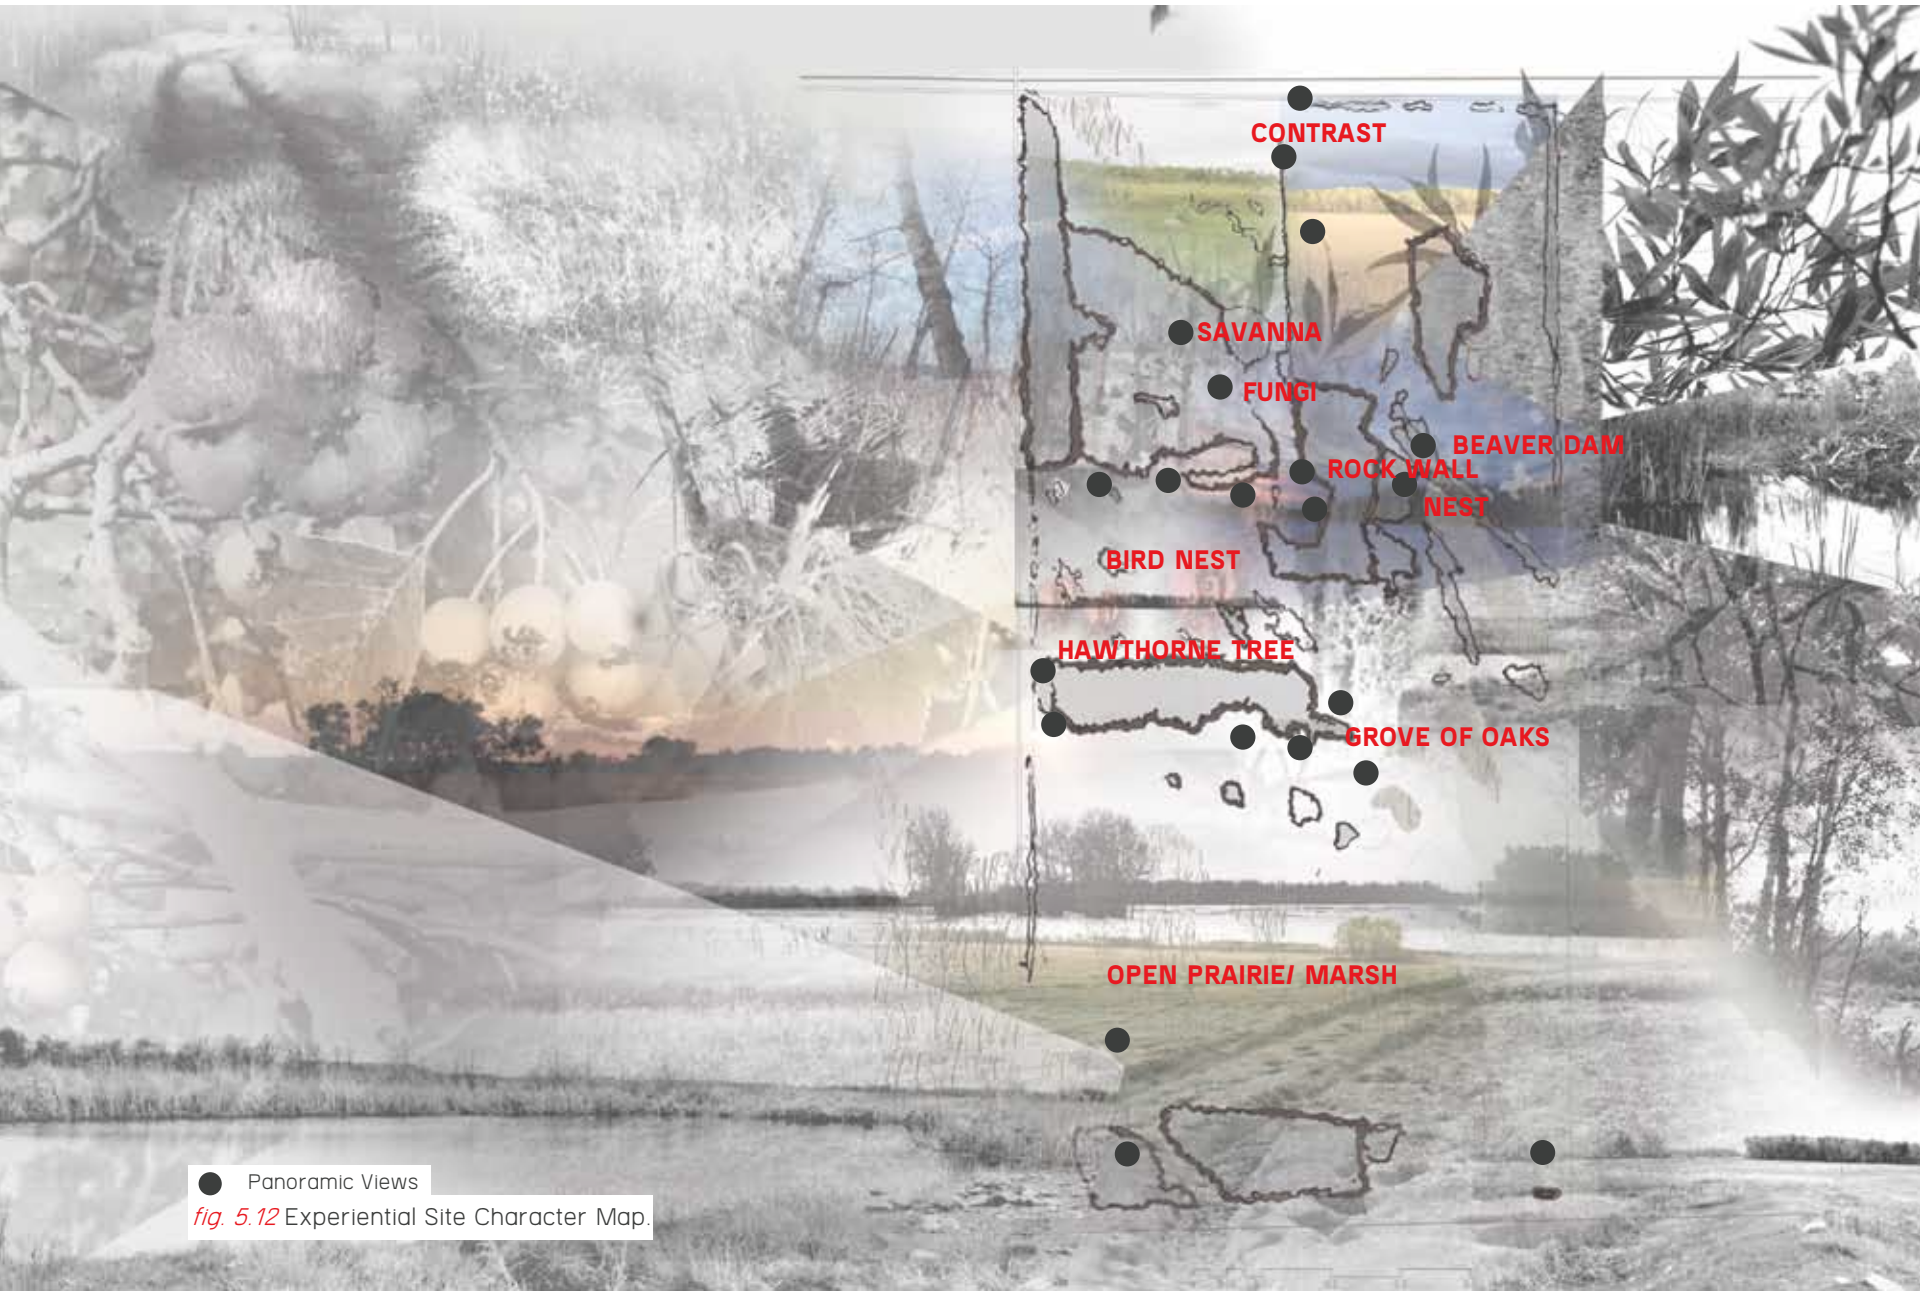 CONTRAST
SAVANNA
FUNGI
BEAVER DAM
ROCK WALL
NEST
BIRD NEST
HAWTHORNE TREE
GROVE OF OAKS
OPEN PRAIRIE/ MARSH
Panoramic Views
fig. 5.12 Experiential Site Character Map.